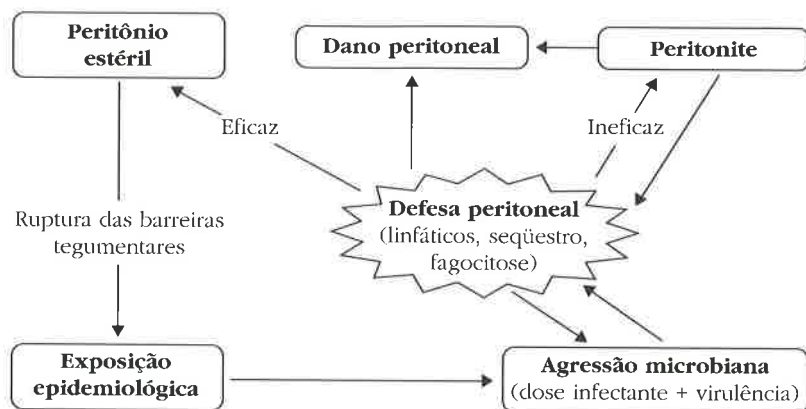 Peritônio
estéril
Dano peritoneal
Peritonite
Eficaz
Ineficaz
Ruptura das barreiras
tegumentares
Defesa peritoneal
(linfáticos, seqüestro,
fagocitose)
Exposição
epidemiológica
Agressão microbiana
(dose infectante + virulência)